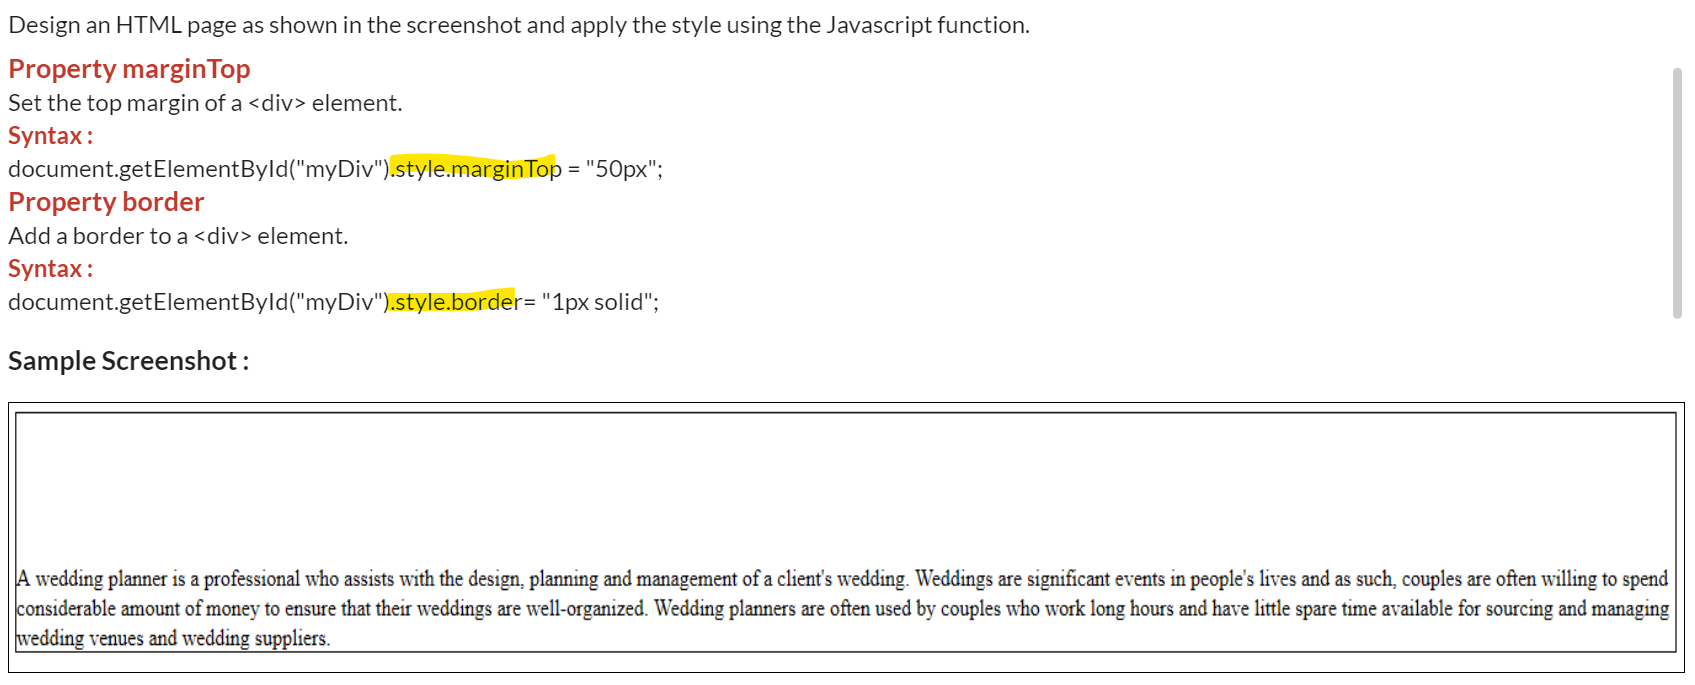 Design an HTML page as shown in the screenshot and apply the style using the Javascript function.
Property marginTop
Set the top margin of a <div> element.
Syntax :
document.getElementById("myDiv").style.marginTop = "50px";
Property border
Add a border to a <div> element.
Syntax :
document.getElementById("myDiv").style.border= "1px solid";
Sample Screenshot :
A wedding planner is a professional who assists with the design, planning and management of a client's wedding. Weddings are significant events in people's lives and as such, couples are often willing to spend
considerable amount of money to ensure that their weddings are well-organized. Wedding planners are often used by couples who work long hours and have little spare time available for sourcing and managing
wedding venues and wedding suppliers.